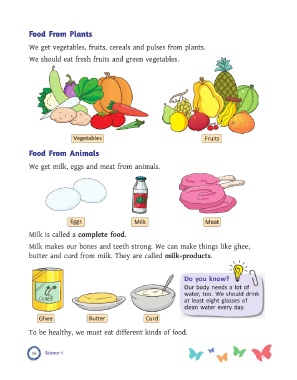 Food From Plants
We get vegetables, fruits, cereals and pulses from plants.
We should eat fresh fruits and green vegetables.
Vegetables
Fruits
Food From Animals
We get milk, eggs and meat from animals.
Eggs
Milk
Meat
Milk is called a complete food.
Milk makes our bones and teeth strong. We can make things like ghee,
butter and curd from milk. They are called milk-products.
Do you know?
Our body needs a lot of
water, too. We should drink
at least eight glasses of
clean water every day.
Ghee
Butter
Curd
To be healthy, we must eat different kinds of food.